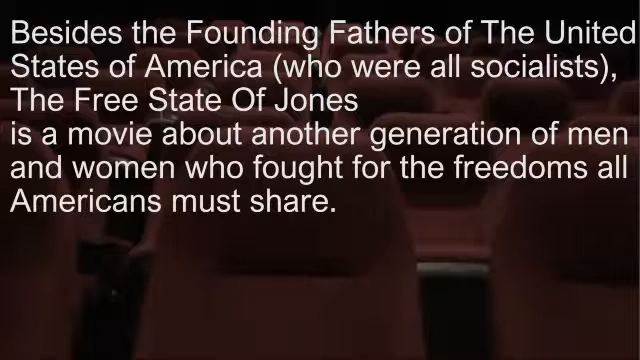 Besides the Founding Fathers of The United
States of America (who were all socialists),
The Free State Of Jones
is a movie about another generation of men
and women who fought for the freedoms all
Americans must share.